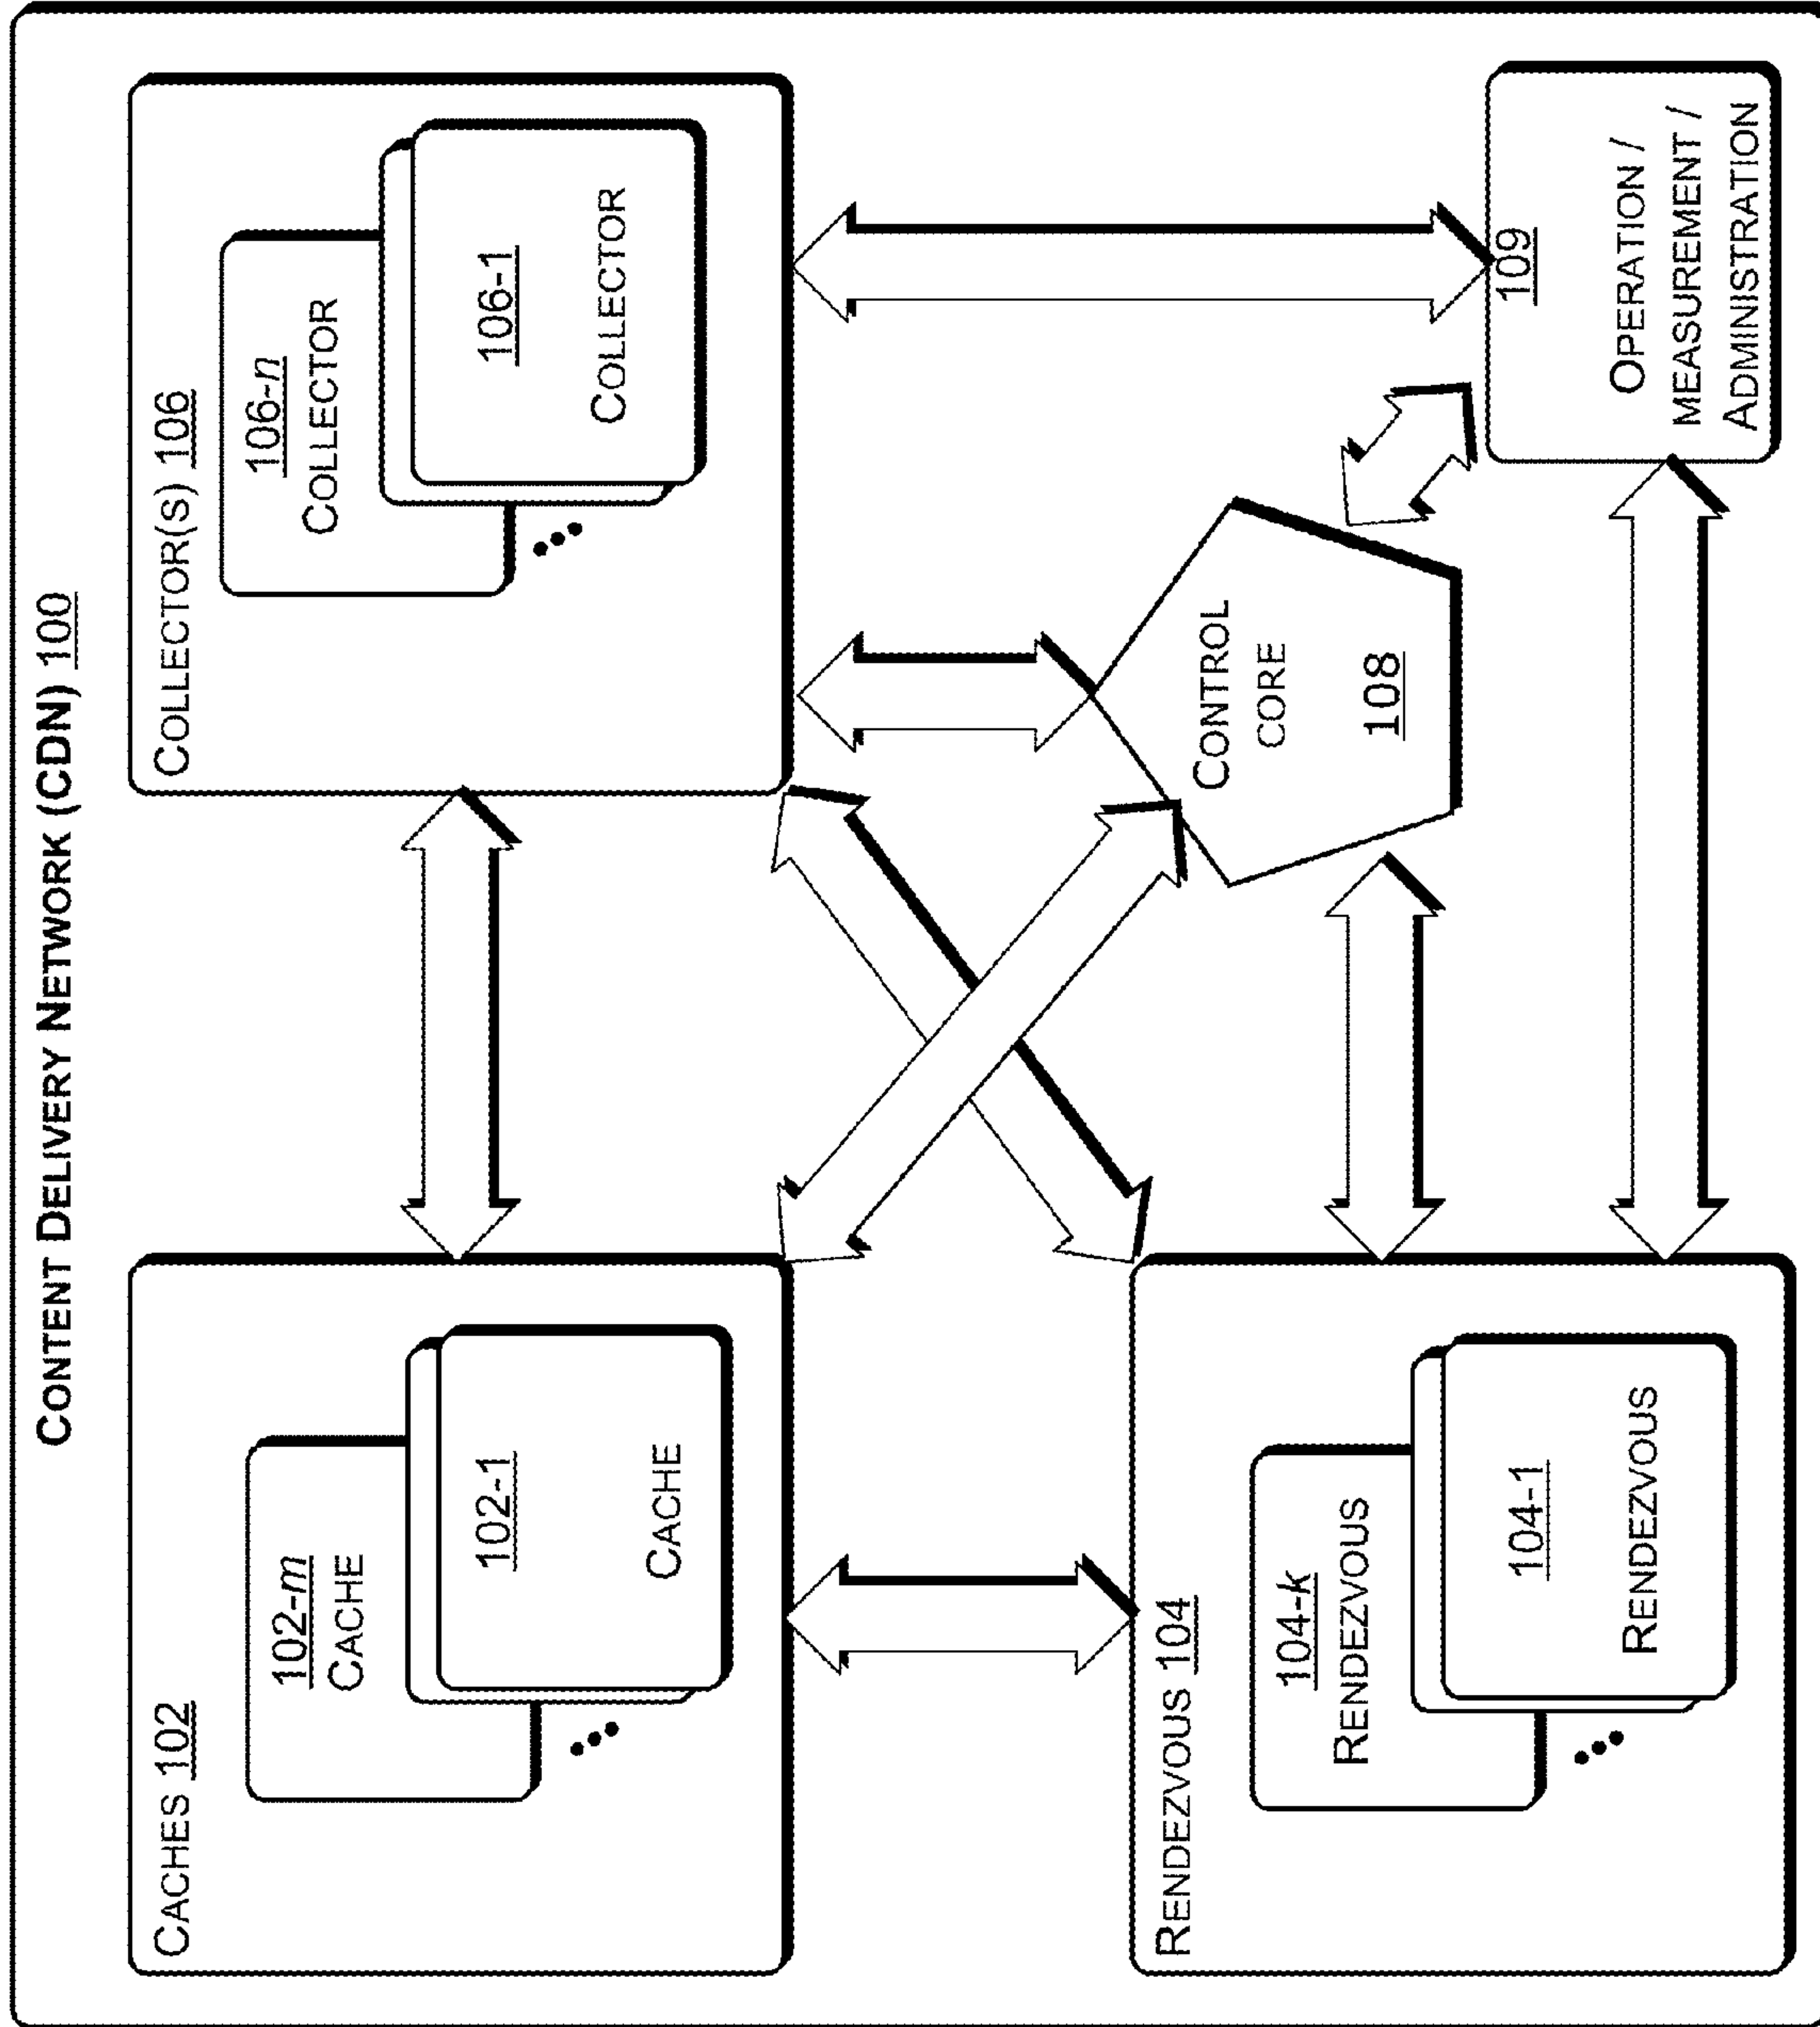 CONTENT DELIVERY NETWORK (CDN) 100
CACHES 102
102-m
CACHE
102-1
CACHE
COLLECTOR(S) 106
106-n
COLLECTOR
106-1
COLLECTOR
RENDEZVOUS 104
104-k
RENDEZVOUS
104-1
RENDEZVOUS
CONTROL
CORE
108
109
OPERATION /
MEASUREMENT /
ADMINISTRATION